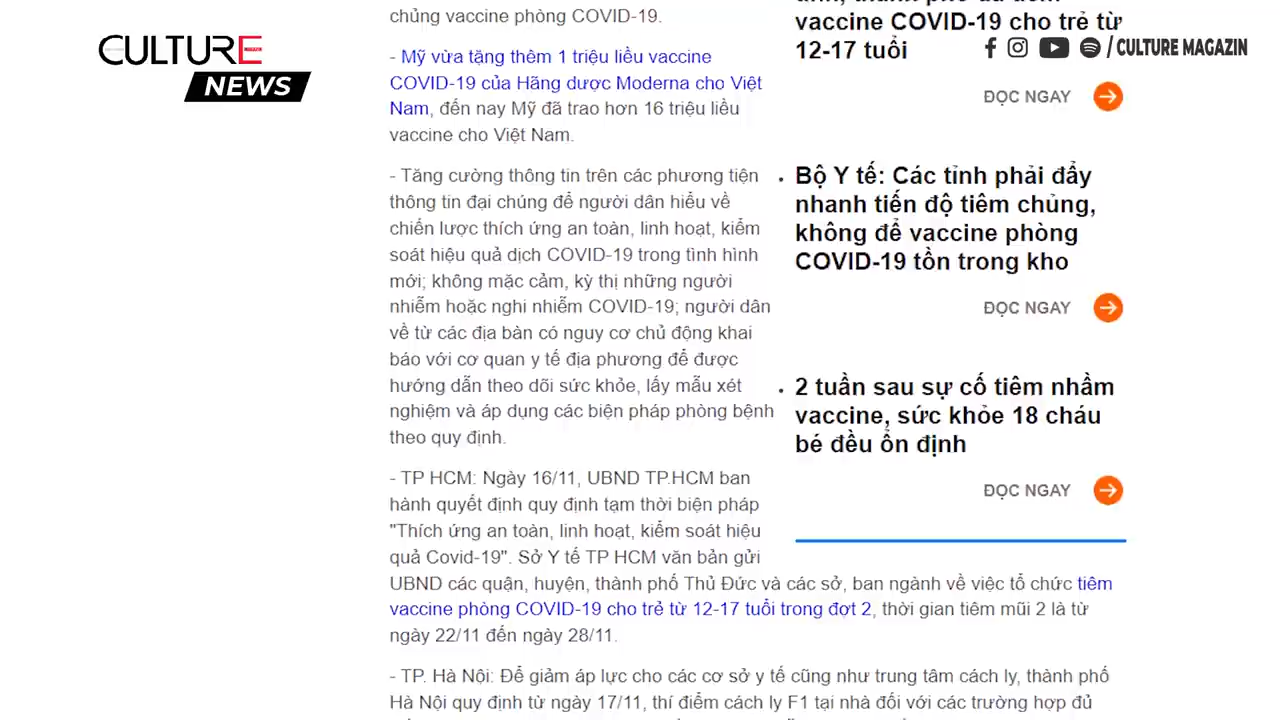 CULTURE
NEWS
/ CULTURE MAGAZIN
chủng vaccine phòng COVID-19.
- Mỹ vừa tặng thêm 1 triệu liều vaccine
COVID-19 của Hãng dược Moderna cho Việt
Nam, đến nay Mỹ đã trao hơn 16 triệu liều
vaccine cho Việt Nam.
- Tăng cường thông tin trên các phương tiện
thông tin đại chúng để người dân hiểu về
chiến lược thích ứng an toàn, linh hoạt, kiểm
soát hiệu quả dịch COVID-19 trong tình hình
mới; không mặc cảm, kỳ thị những người
nhiễm hoặc nghi nhiễm COVID-19; người dân
về từ các địa bàn có nguy cơ chủ động khai
báo với cơ quan y tế địa phương để được
hướng dẫn theo dõi sức khỏe, lấy mẫu xét
nghiệm và áp dụng các biện pháp phòng bệnh
theo quy định.
- TP HCM: Ngày 16/11, UBND TP.HCM ban
hành quyết định quy định tạm thời biện pháp
"Thích ứng an toàn, linh hoạt, kiểm soát hiệu
quả Covid-19". Sở Y tế TP HCM văn bản gửi
UBND các quận, huyện, thành phố Thủ Đức và các sở, ban ngành về việc tổ chức tiêm
vaccine phòng COVID-19 cho trẻ từ 12-17 tuổi trong đợt 2, thời gian tiêm mũi 2 là từ
ngày 22/11 đến ngày 28/11.
- TP. Hà Nội: Để giảm áp lực cho các cơ sở y tế cũng như trung tâm cách ly, thành phố
Hà Nội quy định từ ngày 17/11, thí điểm cách ly F1 tại nhà đối với các trường hợp đủ
vaccine COVID-19 cho trẻ từ
12-17 tuổi
ĐỌC NGAY
• Bộ Y tế: Các tỉnh phải đẩy
nhanh tiến độ tiêm chủng,
không để vaccine phòng
COVID-19 tồn trong kho
ĐỌC NGAY
• 2 tuần sau sự cố tiêm nhầm
vaccine, sức khỏe 18 cháu
bé đều ổn định
ĐỌC NGAY